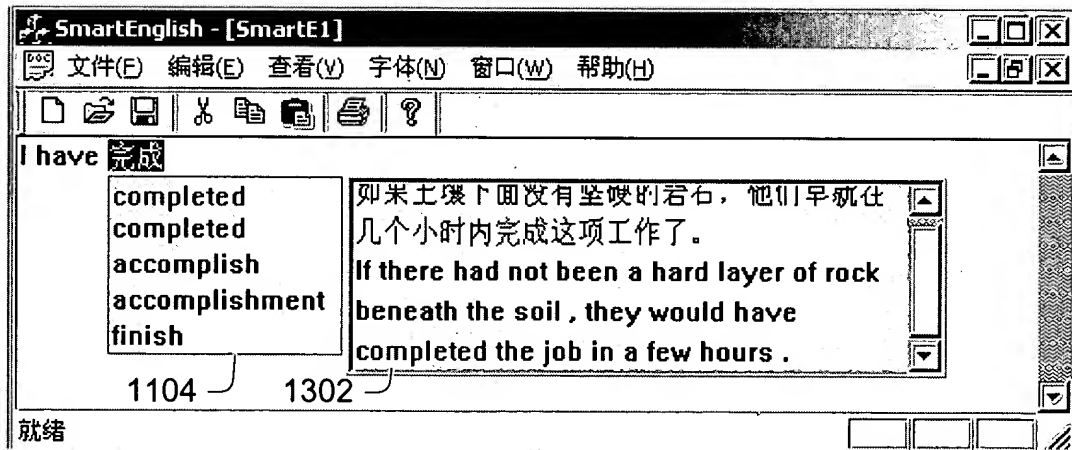 SmartEnglish - [SmartE1]
文件(F) 编辑(E) 查看(V) 字体(N) 窗口(W) 帮助(H)
I have 完成
completed
completed
accomplish
accomplishment
finish
如果土壤下面没有坚硬的岩石，他们早就在
几个小时内完成这项工作了。
If there had not been a hard layer of rock
beneath the soil , they would have
completed the job in a few hours .
1104
1302
就绪